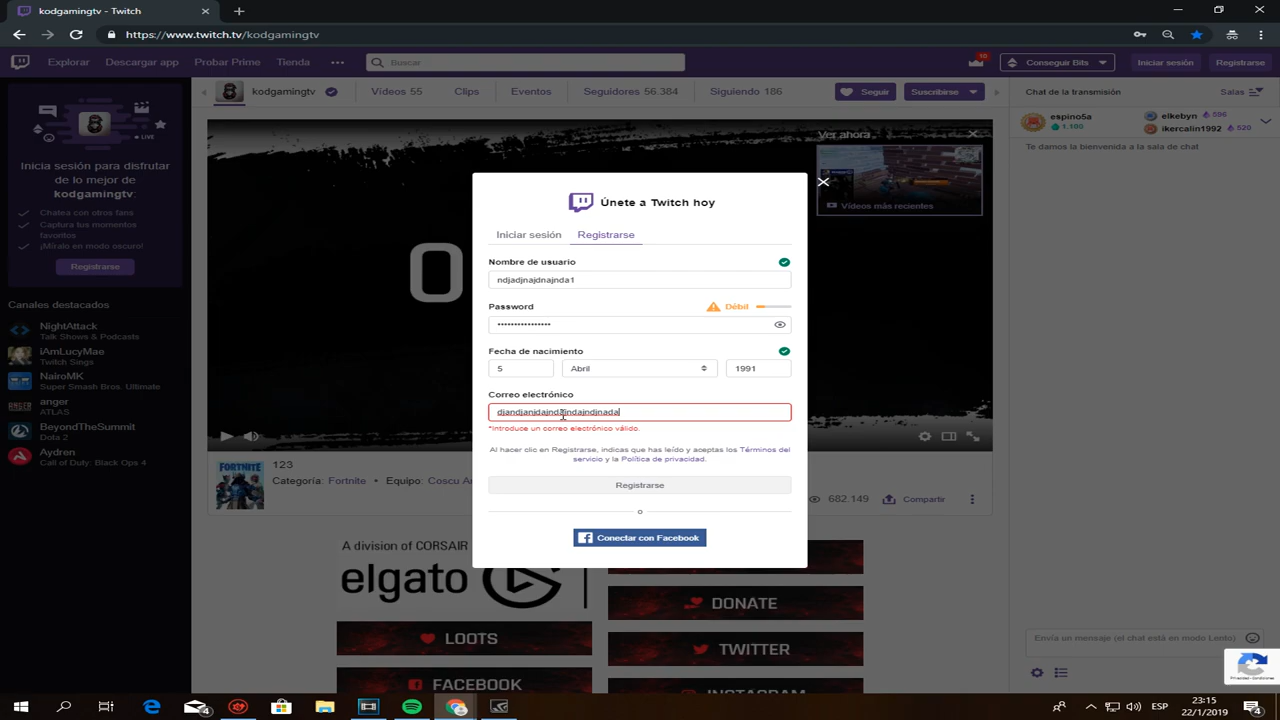 kodgamingtv - Twitch
https://www.twitch.tv/kodgamingtv
Explorar
Descargar app
Probar Prime
Tienda
Buscar
10
Conseguir Bits
Iniciar sesión
Registrarse
kodgamingtv
Vídeos 55
Clips
Eventos
Seguidores 56.384
Siguiendo 186
Seguir
Suscribirse
Chat de la transmisión
Salas
espino5a
1.100
elkebyn 596
ikercalin1992 520
Te damos la bienvenida a la sala de chat
LIVE
Inicia sesión para disfrutar
de lo mejor de
kodgamingtv:
Chatea con otros fans
Captura tus momentos
favoritos
¡Míralo en modo oscuro!
Registrarse
Canales destacados
NightAttack
Talk Shows & Podcasts
iAmLucyMae
Twitch Sings
NairoMK
Super Smash Bros. Ultimate
anger
ATLAS
BeyondTheSummit
Dota 2
Aydren
Call of Duty: Black Ops 4
Ver ahora
Vídeos más recientes
O
Únete a Twitch hoy
Iniciar sesión
Registrarse
Nombre de usuario
ndjadjnajdnajnda1
Password
Débil
Fecha de nacimiento
5
Abril
1991
Correo electrónico
*Introduce un correo electrónico válido.
Al hacer clic en Registrarse, indicas que has leído y aceptas los Términos del
servicio y la Política de privacidad.
Registrarse
o
Conectar con Facebook
FORTNITE
123
Categoría: Fortnite • Equipo: Coscu
682.149
Compartir
A division of CORSAIR
elgato
LOOTS
FACEBOOK
DONATE
TWITTER
INSTAGRAM
Envía un mensaje (el chat está en modo Lento)
Privacidad - Condiciones
ESP
23:15
22/1/2019